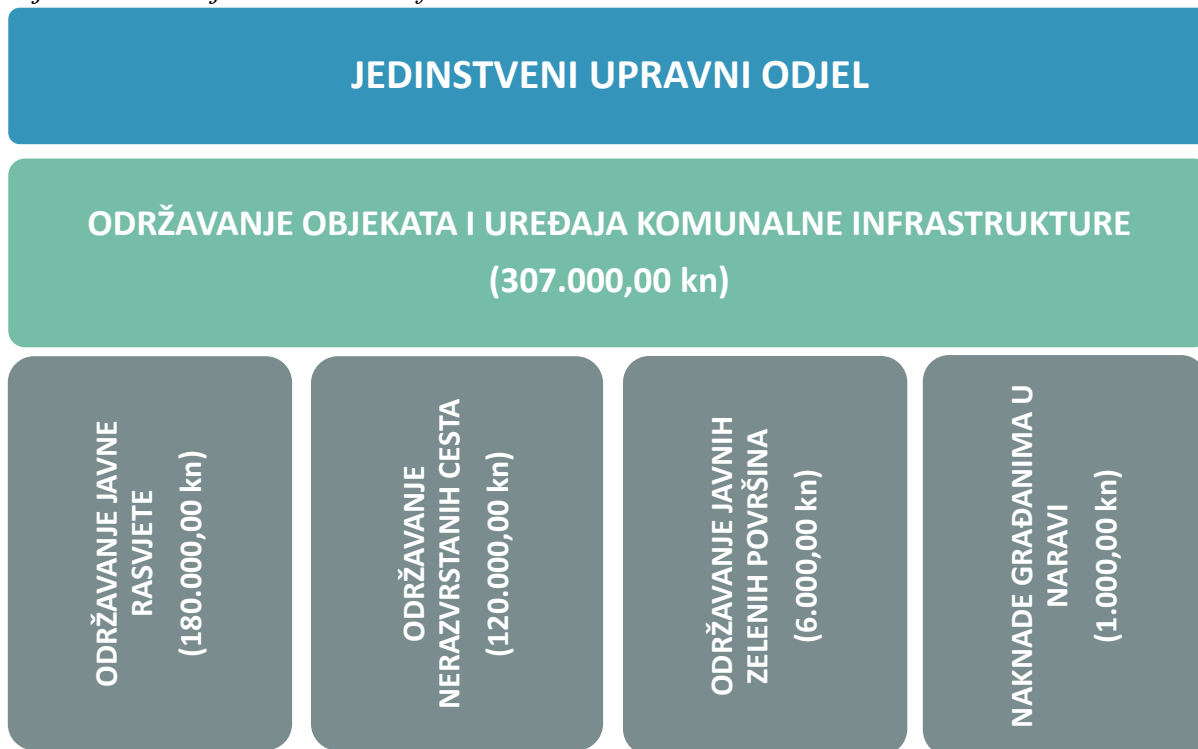 JEDINSTVENI UPRAVNI ODJEL
ODRŽAVANJE OBJEKATA I UREĐAJA KOMUNALNE INFRASTRUKTURE
(307.000,00 kn)
ODRŽAVANJE JAVNE
RASVJETE
(180.000,00 kn)
ODRŽAVANJE
NERAZVRSTANIH CESTA
(120.000,00 kn)
ODRŽAVANJE JAVNIH
ZELENIH POVRŠINA
(6.000,00 kn)
NAKNADE GRAĐANIMA U
NARAVI
(1.000,00 kn)